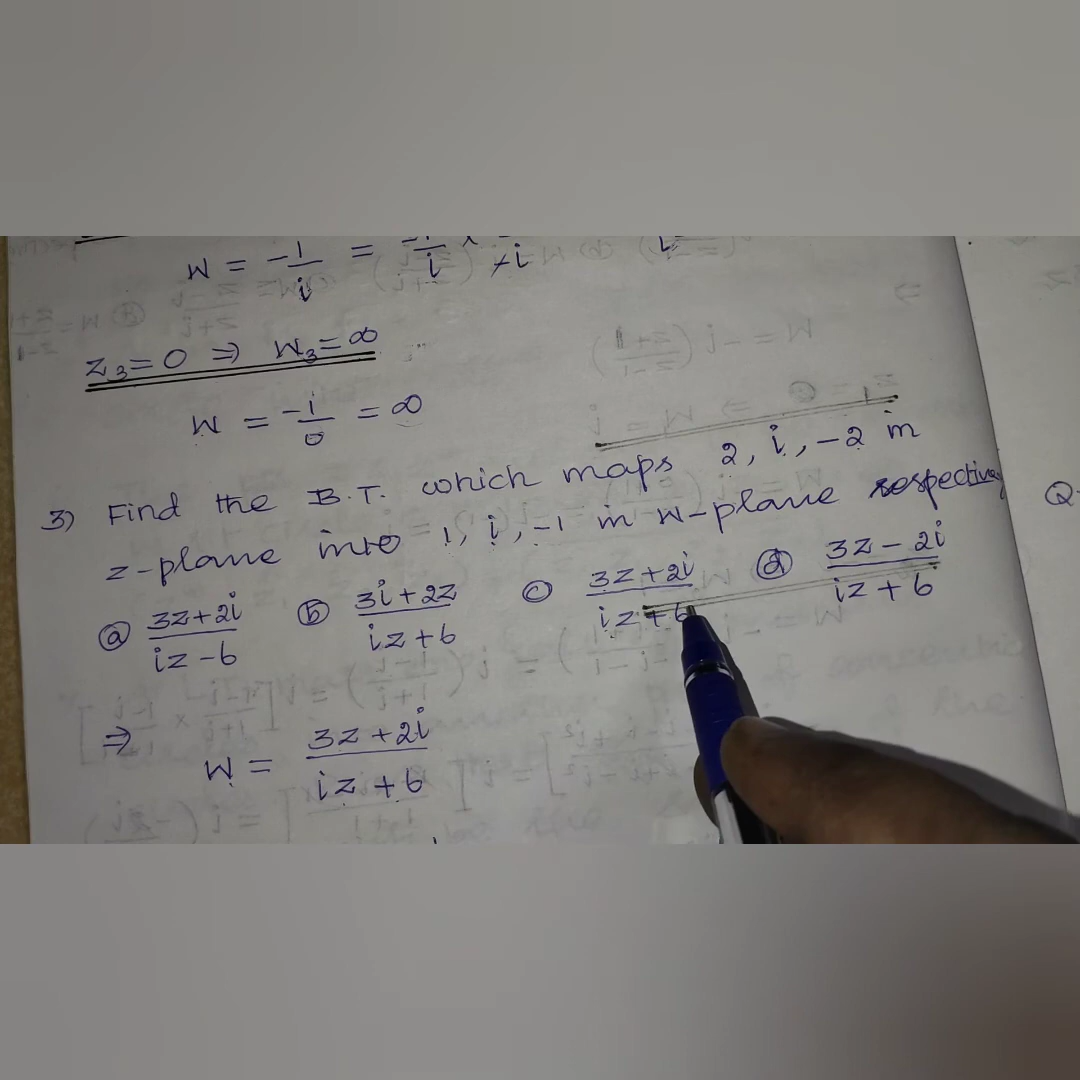 W = -1/i = -1/i ×
-i
z₃ = 0 ⇒ W₃ = ∞
W = -i/0 = ∞
3) Find the B.T. which maps 2, i, -2 in
z-plane into 1, i, -1 in W-plane respectively
ⓐ (3z+2i)/(iz-6) ⓑ (3i+2z)/(iz+6) ⓒ (3z+2i)/(iz+6) ⓓ (3z-2i)/(iz+6)
⇒ W = (3z+2i)/(iz+6)
Q